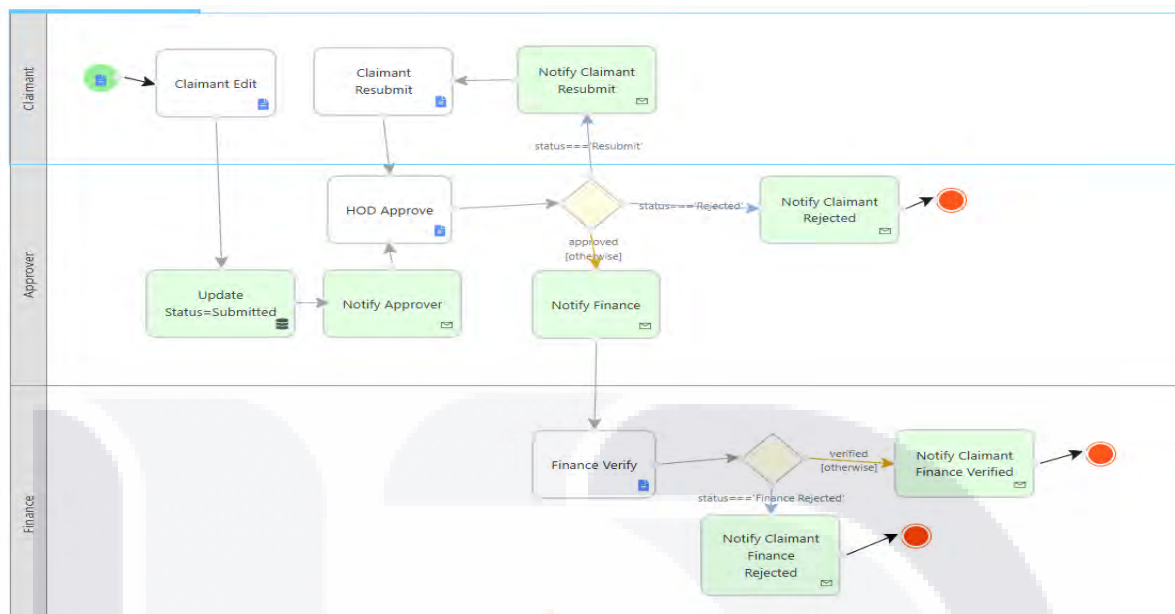 Claimant
Claimant Edit
Claimant
Resubmit
Notify Claimant
Resubmit
status==='Resubmit'
Approver
HOD Approve
status==='Rejected'
Notify Claimant
Rejected
approved
[otherwise]
Update
Status=Submitted
Notify Approver
Notify Finance
Finance
Finance Verify
verified
[otherwise]
Notify Claimant
Finance Verified
status==='Finance Rejected'
Notify Claimant
Finance
Rejected